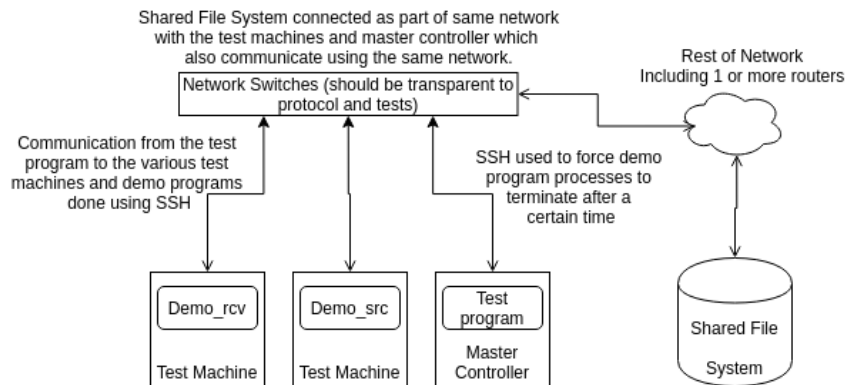 Shared File System connected as part of same network
with the test machines and master controller which
also communicate using the same network.
Rest of Network
Including 1 or more routers
Network Switches (should be transparent to
protocol and tests)
Communication from the test
program to the various test
machines and demo programs
done using SSH
SSH used to force demo
program processes to
terminate after a
certain time
Demo_rcv
Test Machine
Demo_src
Test Machine
Test
program
Master
Controller
Shared File
System